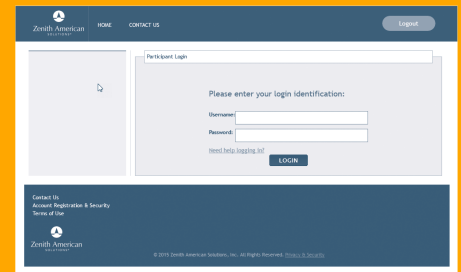 Zenith American
SOLUTIONS
HOME
CONTACT US
Logout
Participant Login
Please enter your login identification:
Username:
Password:
Need help logging in?
LOGIN
Contact Us
Account Registration & Security
Terms of Use
Zenith American
SOLUTIONS
© 2015 Zenith American Solutions, Inc. All Rights Reserved. Privacy & Security